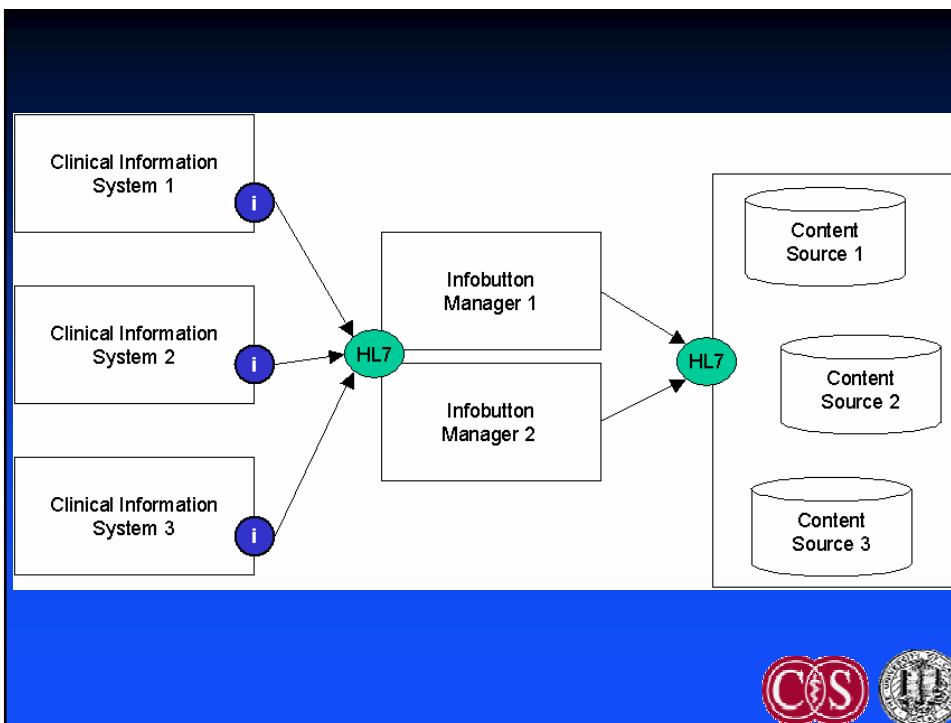 Clinical Information
System 1
i
Clinical Information
System 2
i
Clinical Information
System 3
i
HL7
Infobutton
Manager 1
Infobutton
Manager 2
HL7
Content
Source 1
Content
Source 2
Content
Source 3
CS